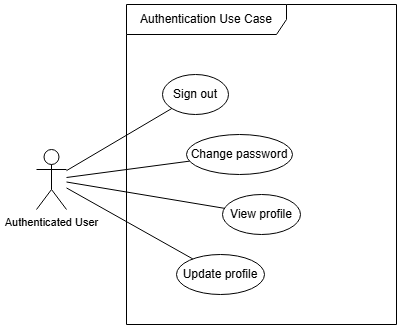 Authentication Use Case
Sign out
Change password
View profile
Update profile
Authenticated User